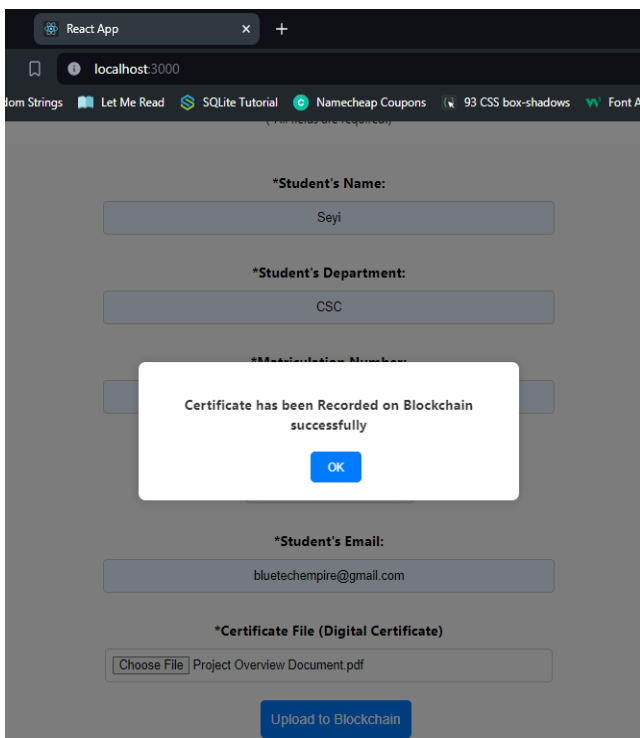 React App
localhost:3000
dom Strings Let Me Read SQLite Tutorial Namecheap Coupons 93 CSS box-shadows Font A
*Student's Name:
Seyi
*Student's Department:
CSC
*Matriculation Number:
Certificate has been Recorded on Blockchain
successfully
OK
*Student's Email:
bluetechempire@gmail.com
*Certificate File (Digital Certificate)
Choose File Project Overview Document.pdf
Upload to Blockchain